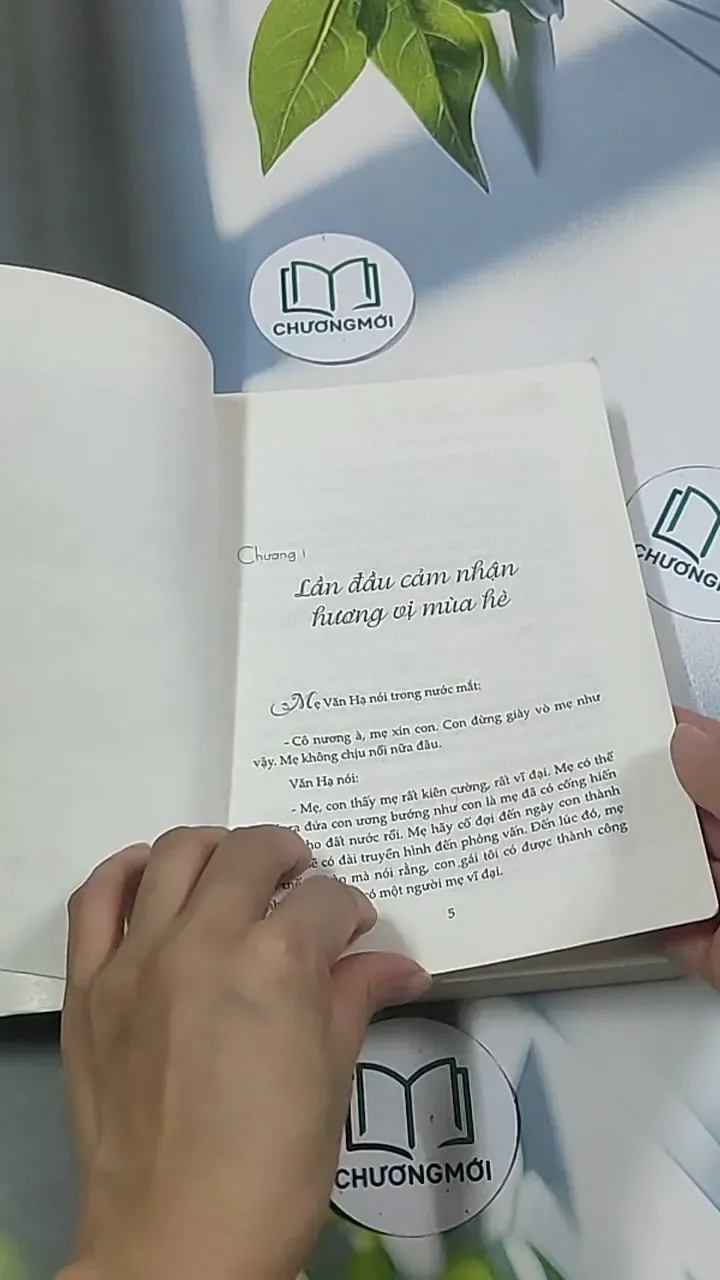 CHƯƠNGMỚI
CHƯƠNG
Chương 1
Lần đầu cảm nhận
hương vị mùa hè
Mẹ Văn Hạ nói trong nước mắt:
- Cô nương à, mẹ xin con. Con đừng giày vò mẹ như
vậy. Mẹ không chịu nổi nữa đâu.
Văn Hạ nói:
- Mẹ, con thấy mẹ rất kiên cường, rất vĩ đại. Mẹ có thể
đứa con ương bướng như con là mẹ đã có cống hiến
đất nước rồi. Mẹ hãy cố đợi đến ngày con thành
có đài truyền hình đến phỏng vấn. Đến lúc đó, mẹ
mà nói rằng, con gái tôi có được thành công
có một người mẹ vĩ đại.
5
CHƯƠNGMỚI